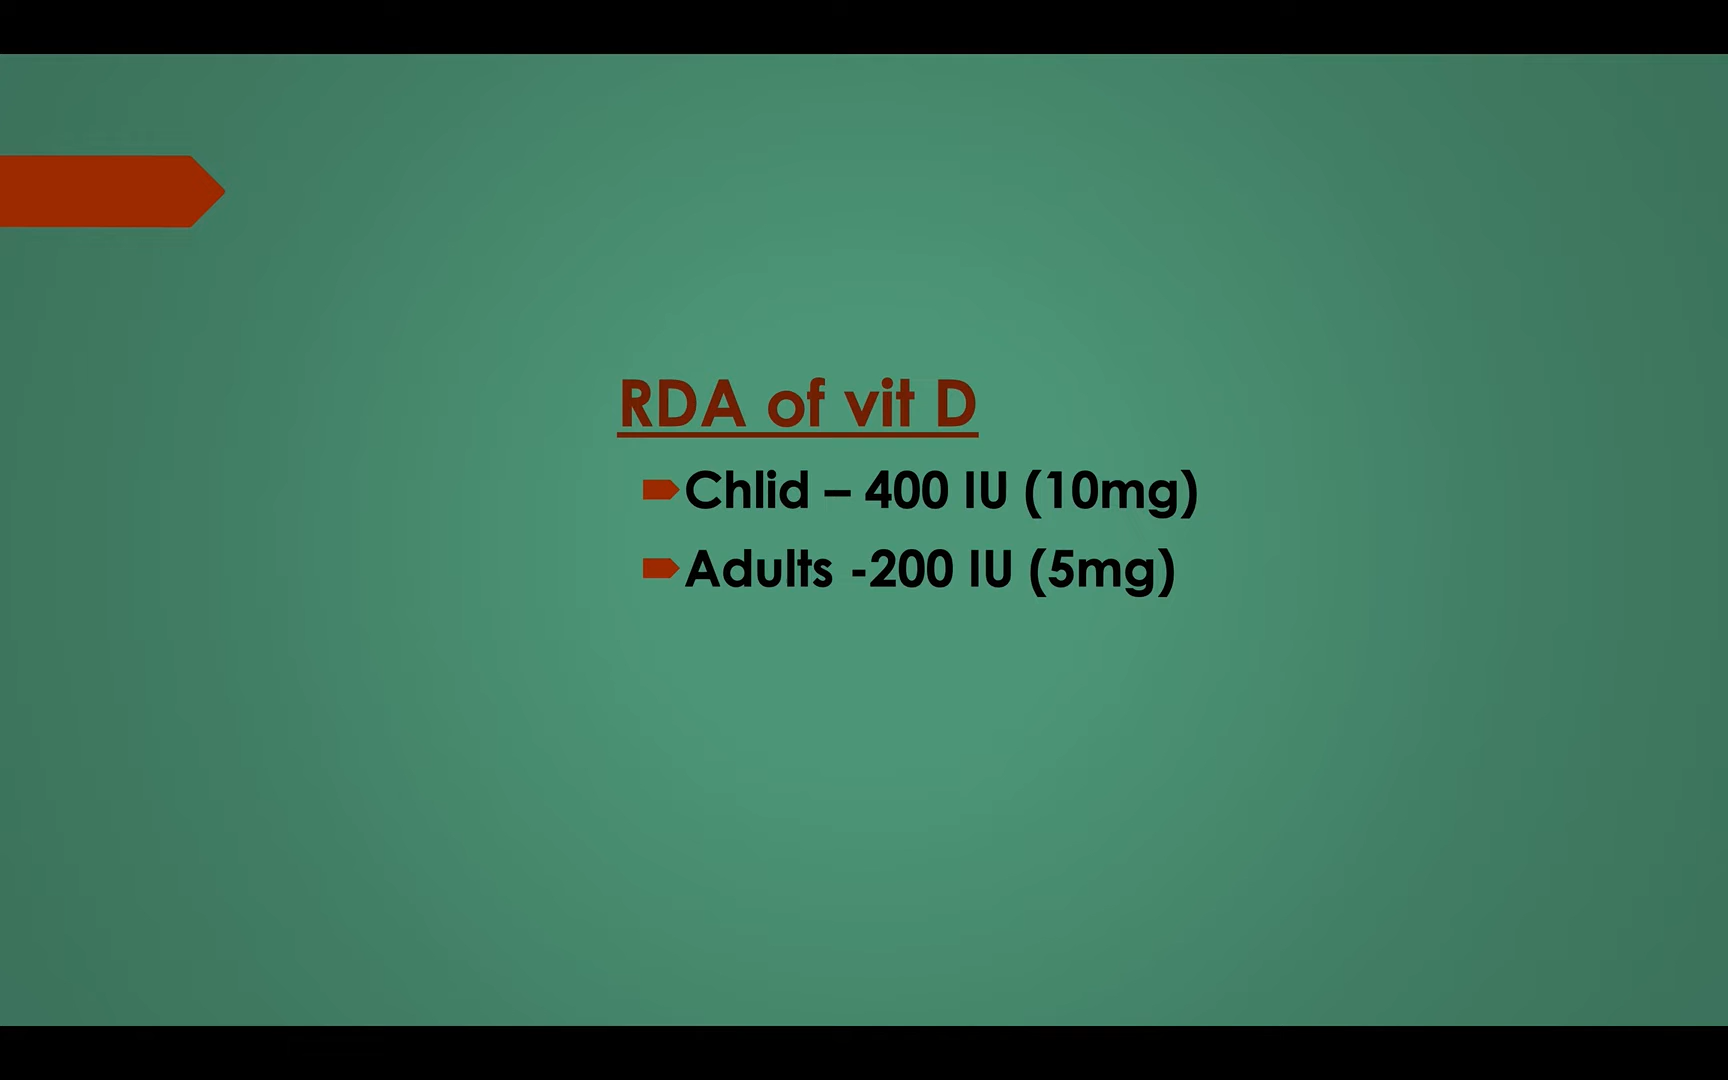 RDA of vit D
Chlid – 400 IU (10mg)
Adults -200 IU (5mg)